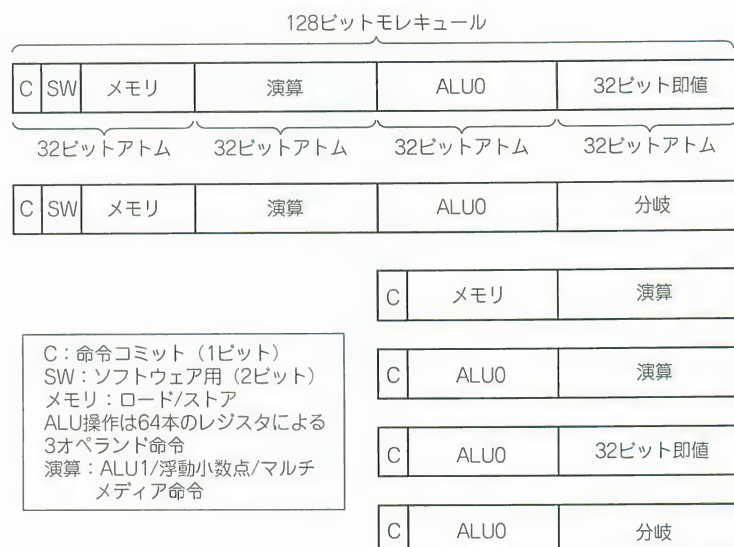 128ビットモレキュール
C SW メモリ 演算 ALU0 32ビット即値
32ビットアトム 32ビットアトム 32ビットアトム 32ビットアトム
C SW メモリ 演算 ALU0 分岐
C メモリ 演算
C ALU0 演算
C ALU0 32ビット即値
C ALU0 分岐
C：命令コミット（1ビット）
SW：ソフトウェア用（2ビット）
メモリ：ロード/ストア
ALU操作は64本のレジスタによる
3オペランド命令
演算：ALU1/浮動小数点/マルチ
メディア命令